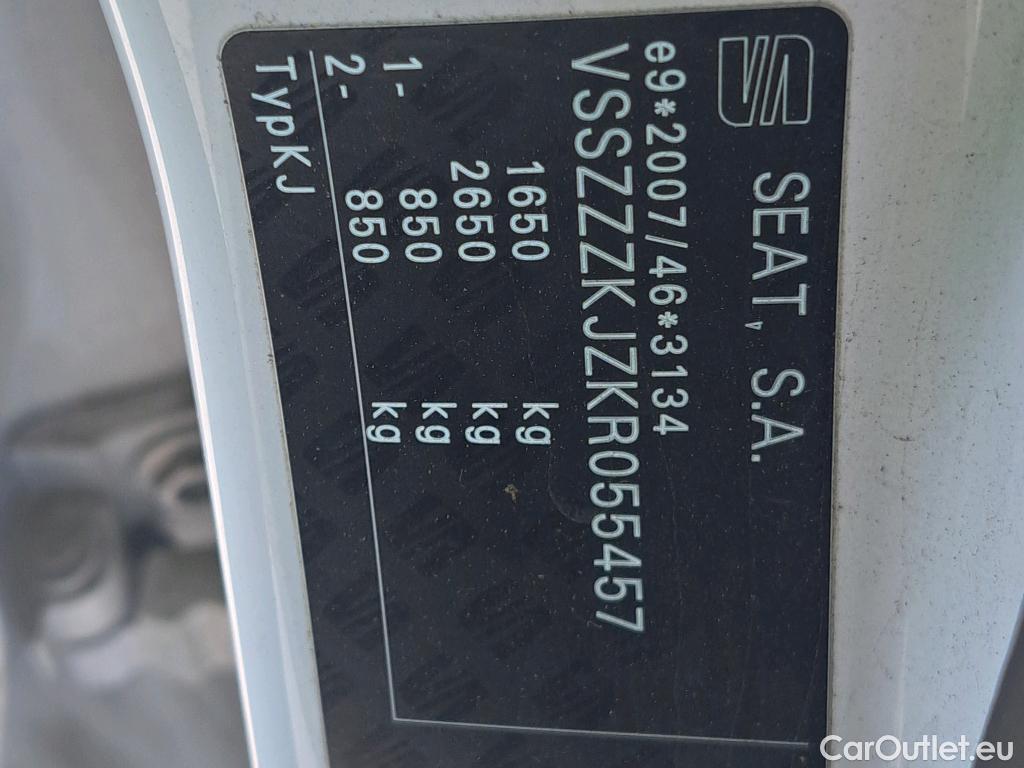 SEAT, S.A.
e9*2007/46*3134
VSSZZZKJZKR055457
1650 kg
2650 kg
1- 850 kg
2- 850 kg
TypKJ
CarOutlet.eu